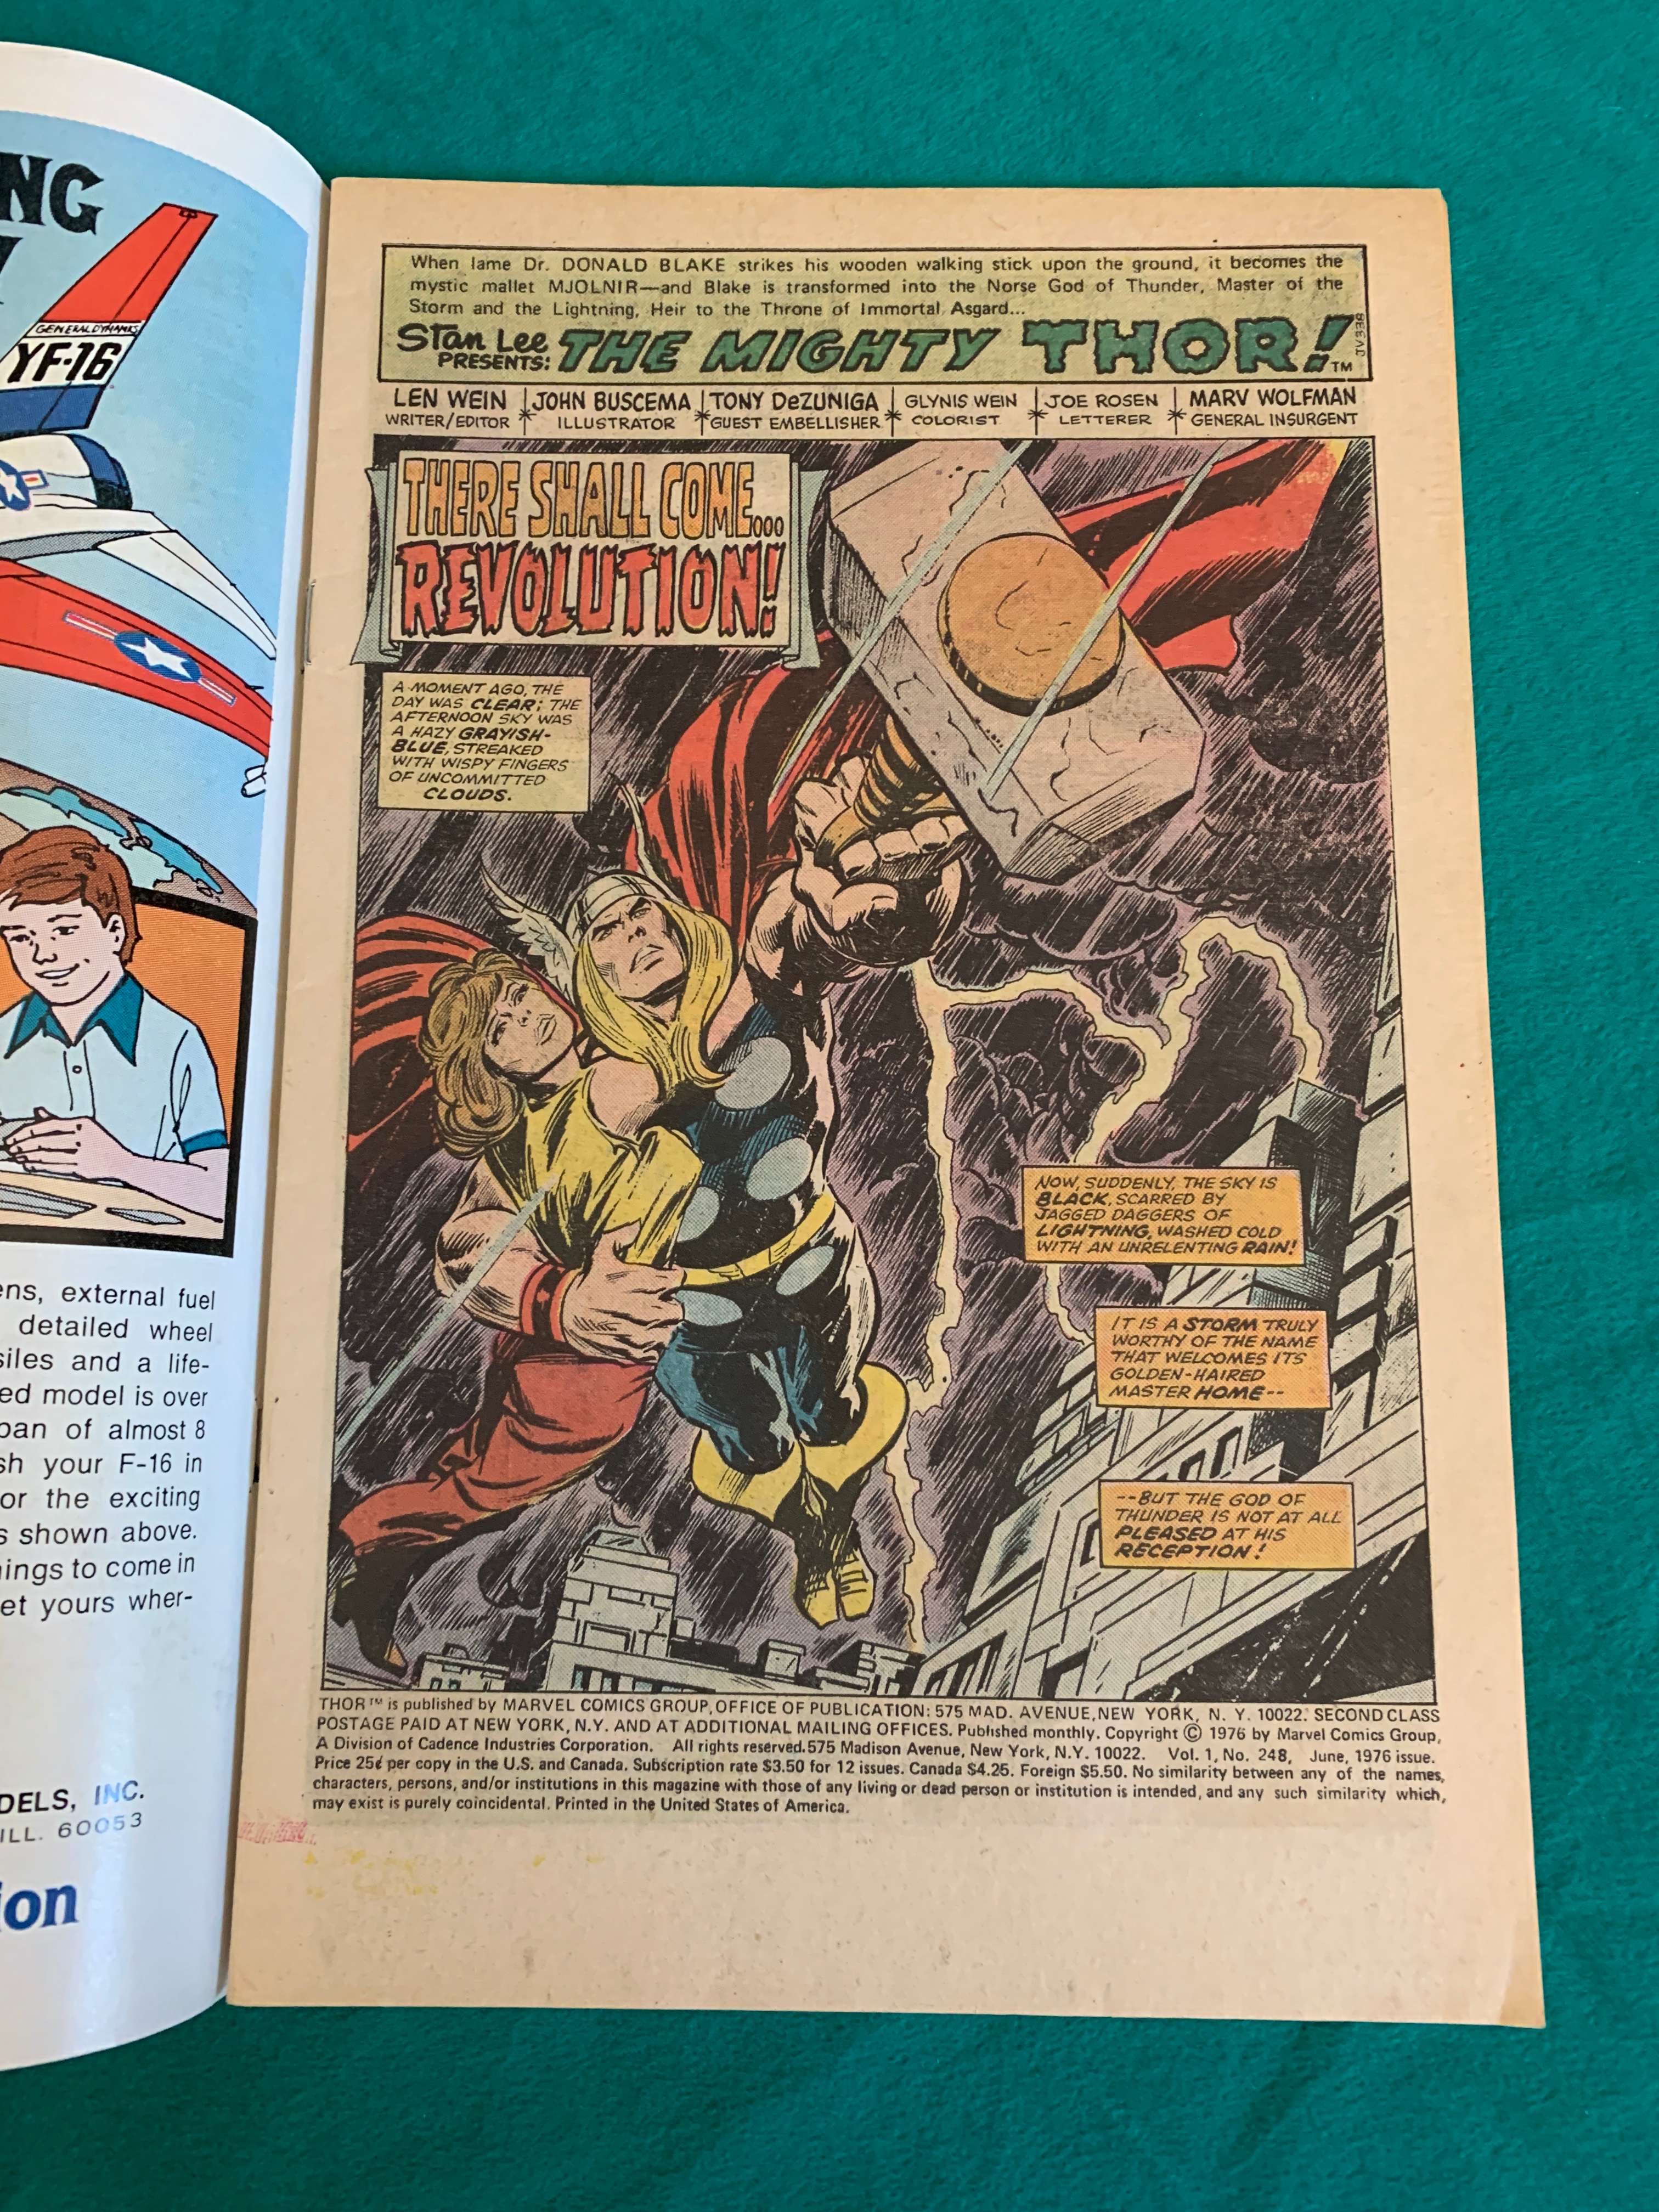 NG
GENERAL DYNAMICS
YF-16
ens, external fuel
detailed wheel
siles and a life-
ed model is over
pan of almost 8
sh your F-16 in
or the exciting
s shown above.
ings to come in
et yours wher-
DELS, INC.
ILL. 60053
ion
When lame Dr. DONALD BLAKE strikes his wooden walking stick upon the ground, it becomes the
mystic mallet MJOLNIR—and Blake is transformed into the Norse God of Thunder, Master of the
Storm and the Lightning, Heir to the Throne of Immortal Asgard...
Stan Lee
PRESENTS: THE MIGHTY THOR!™
JV338
LEN WEIN
WRITER/EDITOR
JOHN BUSCEMA
ILLUSTRATOR
TONY DeZUNIGA
GUEST EMBELLISHER
GLYNIS WEIN
COLORIST
JOE ROSEN
LETTERER
MARV WOLFMAN
GENERAL INSURGENT
THERE SHALL COME...
REVOLUTION!
A MOMENT AGO, THE
DAY WAS CLEAR; THE
AFTERNOON SKY WAS
A HAZY GRAYISH-
BLUE, STREAKED
WITH WISPY FINGERS
OF UNCOMMITTED
CLOUDS.
NOW, SUDDENLY, THE SKY IS
BLACK, SCARRED BY
JAGGED DAGGERS OF
LIGHTNING, WASHED COLD
WITH AN UNRELENTING RAIN!
IT IS A STORM TRULY
WORTHY OF THE NAME
THAT WELCOMES ITS
GOLDEN-HAIRED
MASTER HOME--
--BUT THE GOD OF
THUNDER IS NOT AT ALL
PLEASED AT HIS
RECEPTION!
THOR™ is published by MARVEL COMICS GROUP, OFFICE OF PUBLICATION: 575 MAD. AVENUE, NEW YORK, N. Y. 10022. SECOND CLASS
POSTAGE PAID AT NEW YORK, N.Y. AND AT ADDITIONAL MAILING OFFICES. Published monthly. Copyright © 1976 by Marvel Comics Group,
A Division of Cadence Industries Corporation. All rights reserved. 575 Madison Avenue, New York, N.Y. 10022. Vol. 1, No. 248, June, 1976 issue.
Price 25¢ per copy in the U.S. and Canada. Subscription rate $3.50 for 12 issues. Canada $4.25. Foreign $5.50. No similarity between any of the names,
characters, persons, and/or institutions in this magazine with those of any living or dead person or institution is intended, and any such similarity which,
may exist is purely coincidental. Printed in the United States of America.